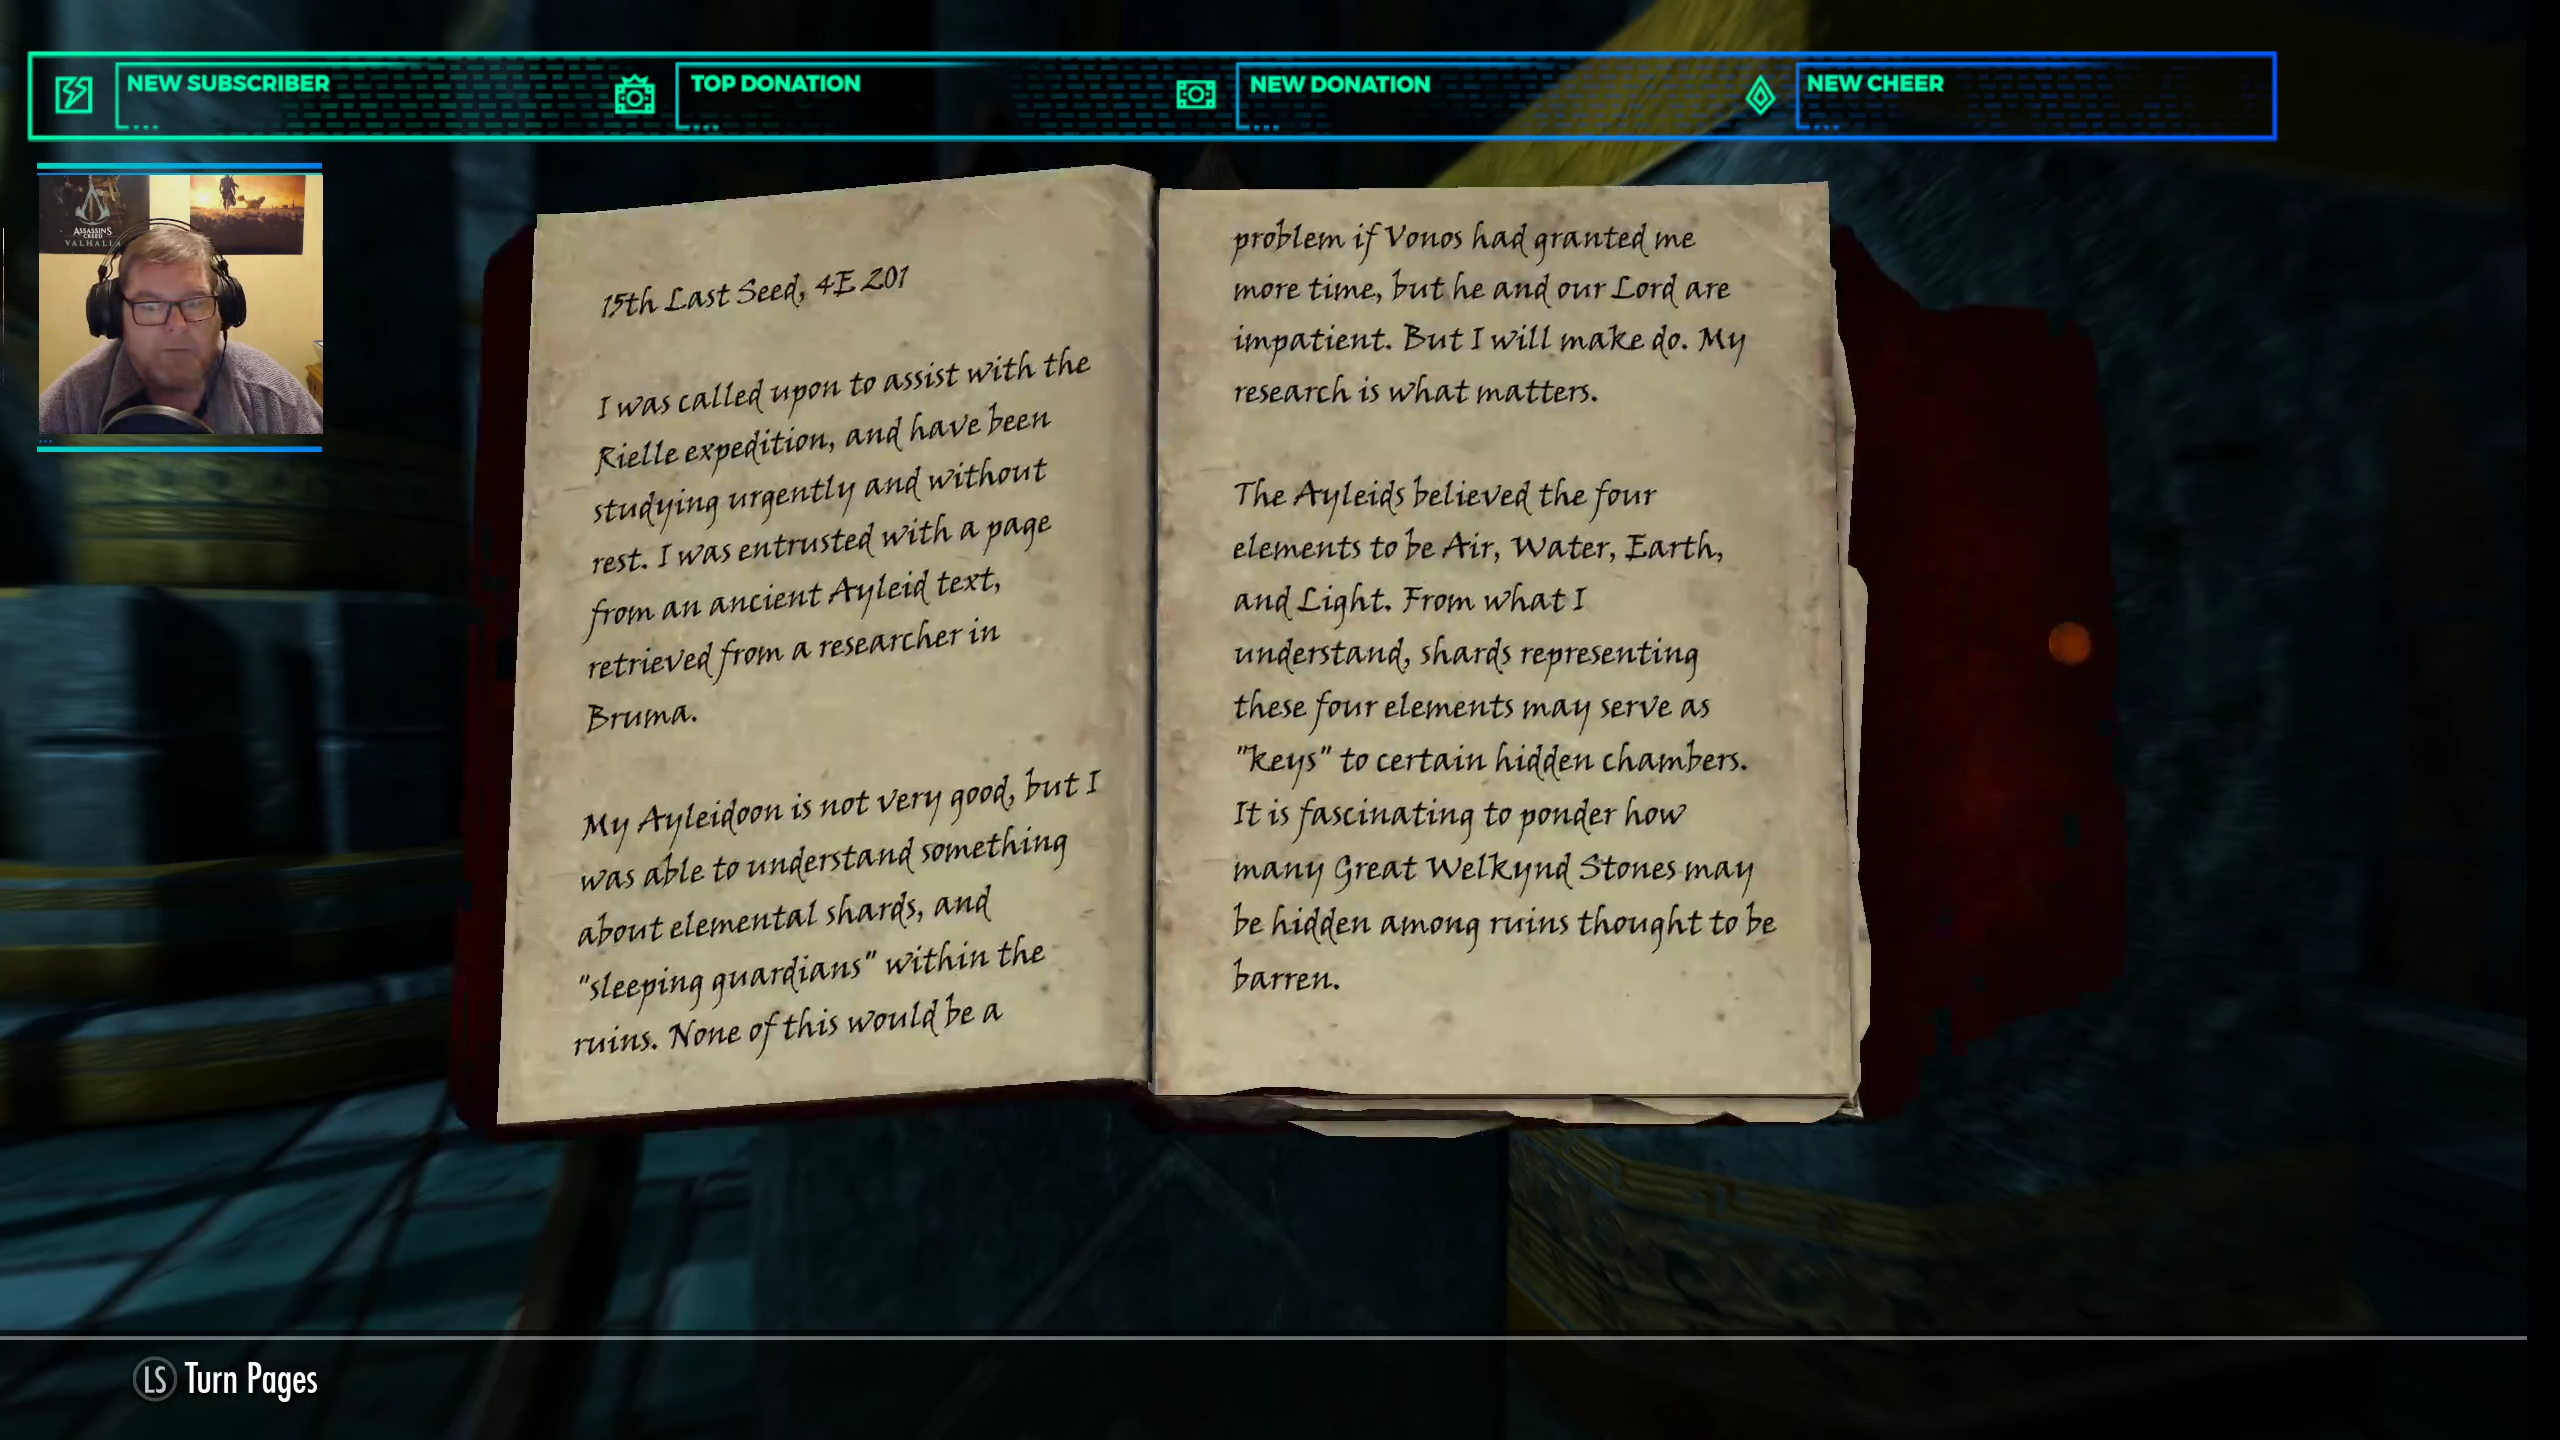 NEW SUBSCRIBER
TOP DONATION
NEW DONATION
NEW CHEER
ASSASSIN'S
CREED
VALHALLA
15th Last Seed, 4E 201
I was called upon to assist with the
Rielle expedition, and have been
studying urgently and without
rest. I was entrusted with a page
from an ancient Ayleid text,
retrieved from a researcher in
Bruma.
My Ayleidoon is not very good, but I
was able to understand something
about elemental shards, and
"sleeping guardians" within the
ruins. None of this would be a
problem if Vonos had granted me
more time, but he and our Lord are
impatient. But I will make do. My
research is what matters.
The Ayleids believed the four
elements to be Air, Water, Earth,
and Light. From what I
understand, shards representing
these four elements may serve as
"keys" to certain hidden chambers.
It is fascinating to ponder how
many Great Welkynd Stones may
be hidden among ruins thought to be
barren.
LS Turn Pages